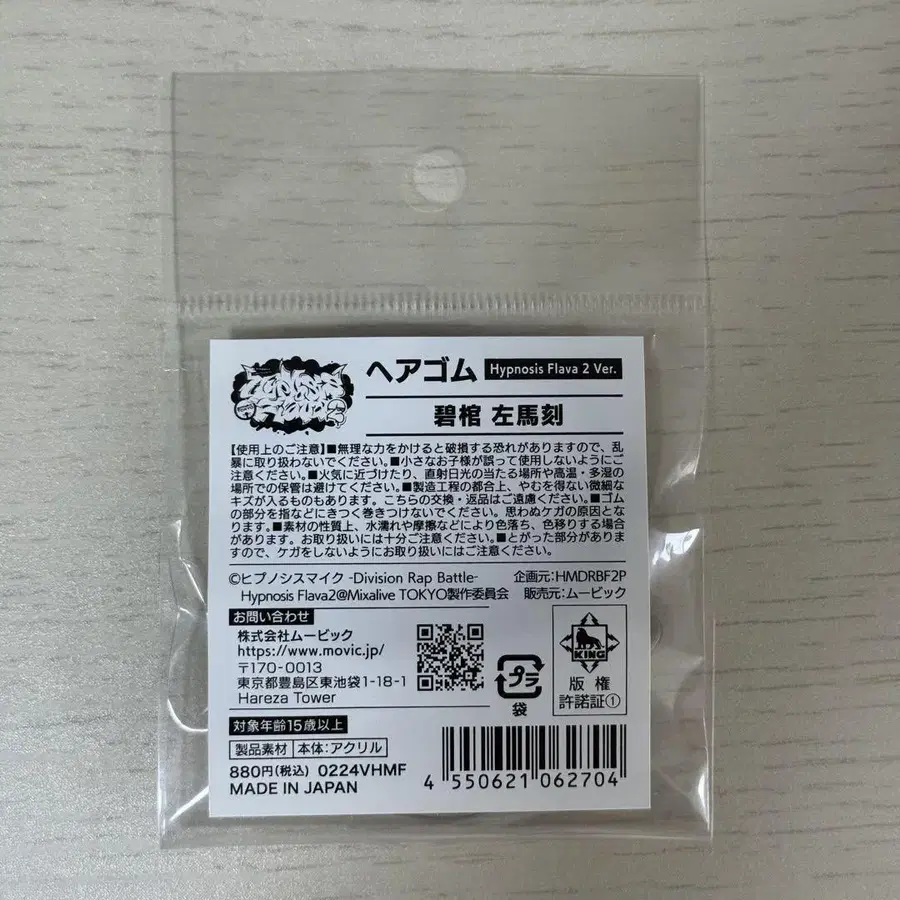 Hypnosis Flava 2
ヘアゴム Hypnosis Flava 2 Ver.
碧棺 左馬刻
【使用上のご注意】■無理な力をかけると破損する恐れがありますので、乱
暴に取り扱わないでください。■小さなお子様が誤って使用しないようにご
注意ください。■火気に近づけたり、直射日光の当たる場所や高温・多湿の
場所での保管は避けてください。■製造工程の都合上、やむを得ない微細な
キズが入るものもあります。こちらの交換・返品はご遠慮ください。■ゴム
の部分を指などにきつく巻きつけないでください。思わぬケガの原因とな
ります。■素材の性質上、水濡れや摩擦などにより色落ち、色移りする場合
があります。お取り扱いには十分ご注意ください。■とがった部分がありま
すので、ケガをしないようにお取り扱いにはご注意ください。
©ヒプノシスマイク -Division Rap Battle- 企画元:HMDRBF2P
Hypnosis Flava2@Mixalive TOKYO製作委員会 販売元:ムービック
お問い合わせ
株式会社ムービック
https://www.movic.jp/
〒170-0013
東京都豊島区東池袋1-18-1
Hareza Tower
プラ
袋
KING
版権
許諾証①
対象年齢15歳以上
製品素材 本体:アクリル
880円(税込) 0224VHMF
MADE IN JAPAN
4 550621 062704